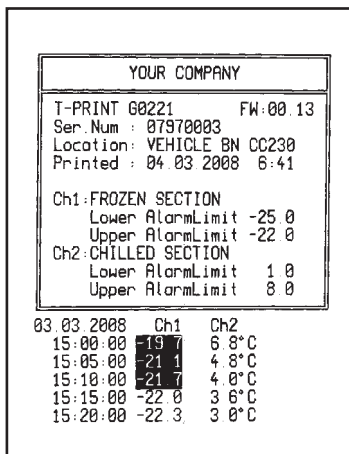 YOUR COMPANY
T-PRINT G0221 FW:00.13
Ser.Num : 07970003
Location: VEHICLE BN CC230
Printed : 04.03.2008 6:41
Ch1:FROZEN SECTION
Lower AlarmLimit -25.0
Upper AlarmLimit -22.0
Ch2:CHILLED SECTION
Lower AlarmLimit 1.0
Upper AlarmLimit 8.0
03.03.2008 Ch1 Ch2
15:00:00 -19.7 6.8°C
15:05:00 -21.1 4.8°C
15:10:00 -21.7 4.0°C
15:15:00 -22.0 3.6°C
15:20:00 -22.3 3.0°C